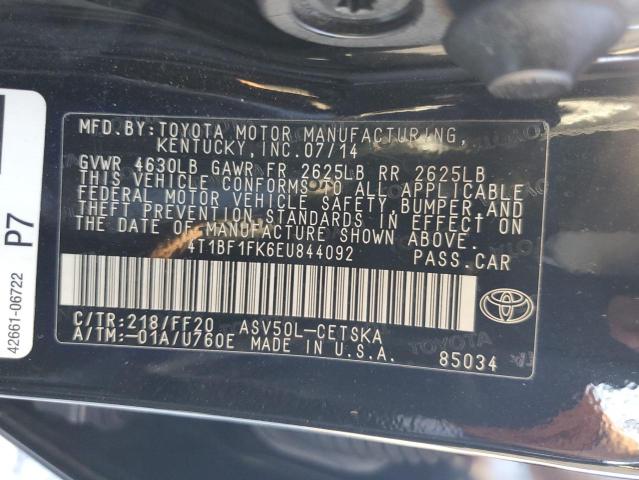 MFD. BY: TOYOTA MOTOR MANUFACTURING,
KENTUCKY, INC. 07/14
GVWR 4630LB GAWR FR 2625LB RR 2625LB
THIS VEHICLE CONFORMS TO ALL APPLICABLE
FEDERAL MOTOR VEHICLE SAFETY, BUMPER, AND
THEFT PREVENTION STANDARDS IN EFFECT ON
THE DATE OF MANUFACTURE SHOWN ABOVE.
4T1BF1FK6EU844092 PASS.CAR
C/TR:218/FF20 ASV50L-CETSKA
A/TM:-01A/U760E MADE IN U.S.A. 85034
TOYOTA
42661-06722 P7